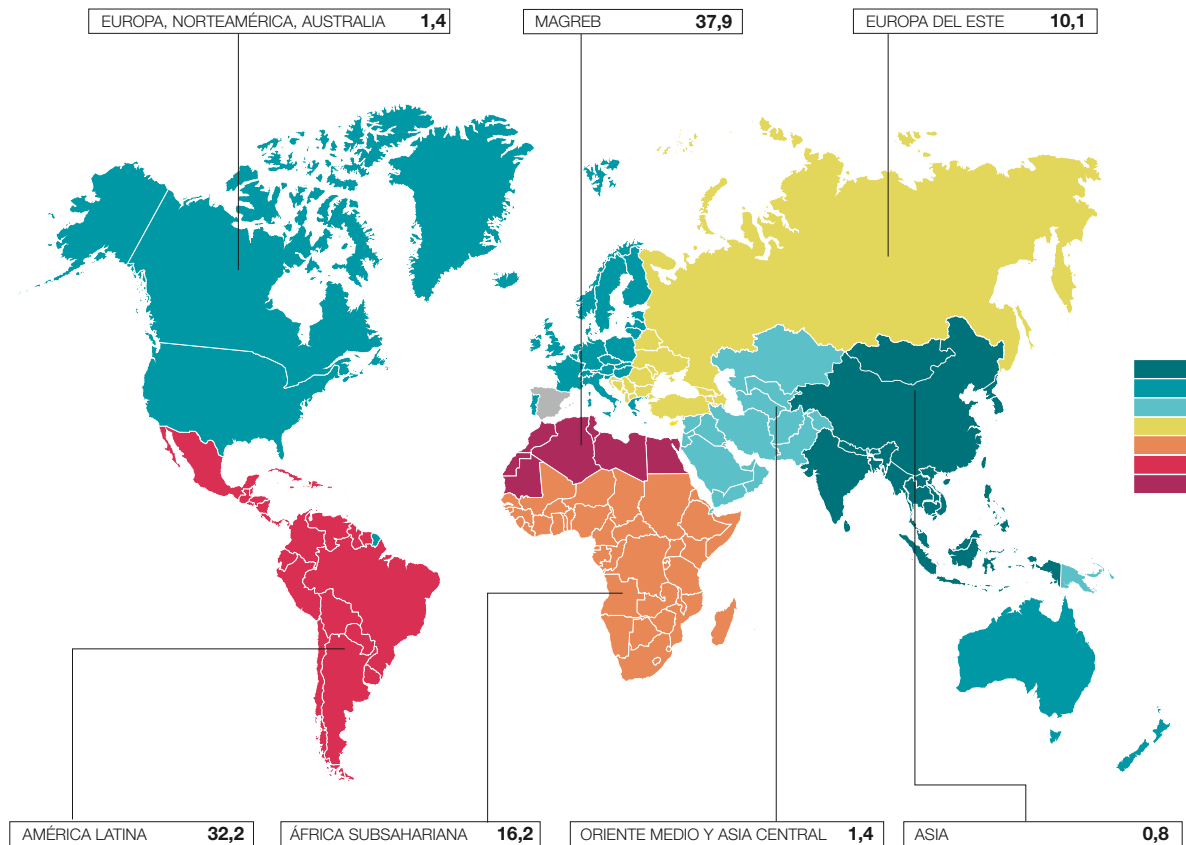 EUROPA, NORTEAMÉRICA, AUSTRALIA 1,4
MAGREB 37,9
EUROPA DEL ESTE 10,1
AMÉRICA LATINA 32,2
ÁFRICA SUBSAHARIANA 16,2
ORIENTE MEDIO Y ASIA CENTRAL 1,4
ASIA 0,8